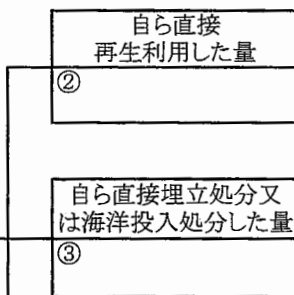 自ら直接
再生利用した量
②
自ら直接埋立処分又
は海洋投入処分した量
③